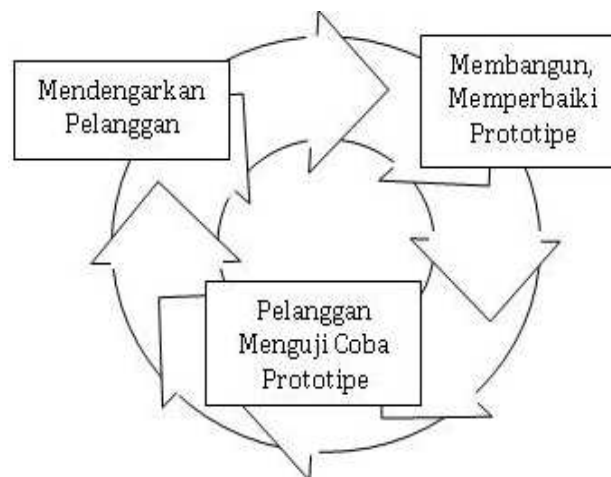 Mendengarkan
Pelanggan
Membangun,
Memperbaiki
Prototipe
Pelanggan
Menguji Coba
Prototipe